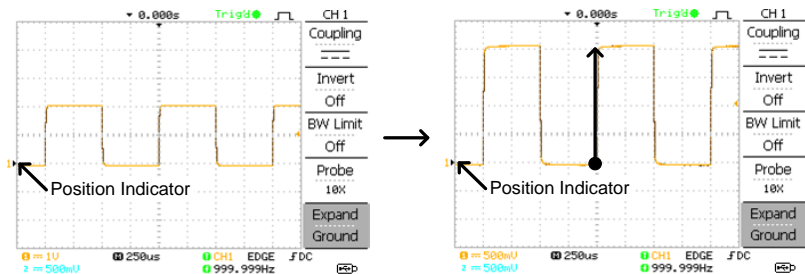 0.000s Trig'd CH 1
Coupling
Invert
Off
BW Limit
Off
Probe
10X
Expand
Ground
1
Position Indicator
1 1V M 250us T CH1 EDGE DC
2 500mV 999.999Hz
0.000s Trig'd CH 1
Coupling
Invert
Off
BW Limit
Off
Probe
10X
Expand
Ground
1
Position Indicator
1 500mV M 250us T CH1 EDGE DC
2 500mV 999.999Hz